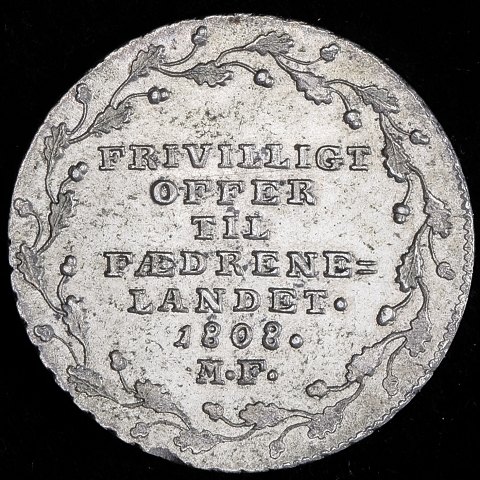 FRIVILLIGT
OFFER
TIL
FÆDRENE=
LANDET.
1808.
M.F.